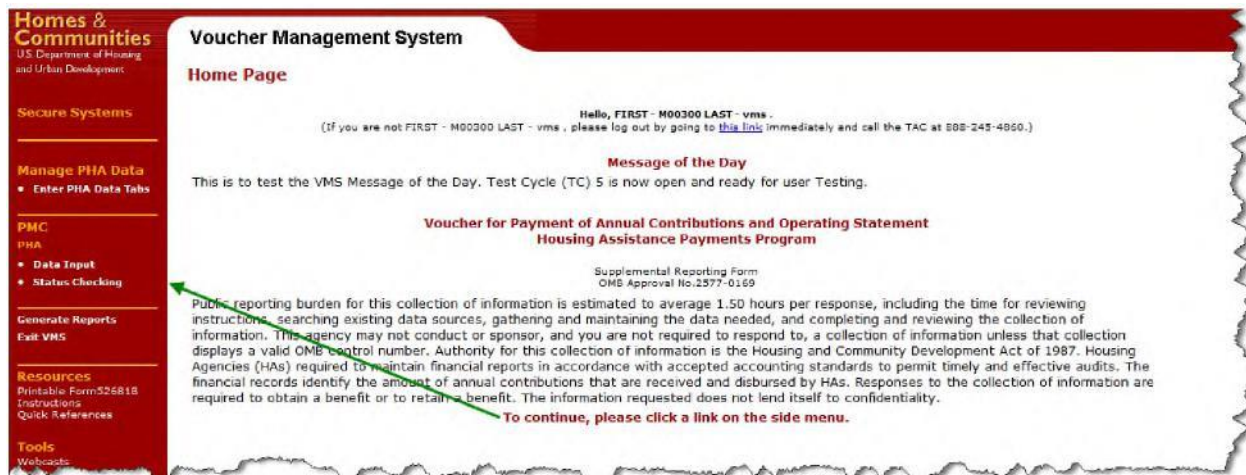 Homes &
Communities
U.S. Department of Housing
and Urban Development
Secure Systems
Manage PHA Data
• Enter PHA Data Tabs
PMC
PHA
• Data Input
• Status Checking
Generate Reports
Exit VMS
Resources
Printable Form526818
Instructions
Quick References
Tools
Webcasts
Voucher Management System
Home Page
Hello, FIRST - M00300 LAST - vms .
(If you are not FIRST - M00300 LAST - vms , please log out by going to this link immediately and call the TAC at 888-245-4860.)
Message of the Day
This is to test the VMS Message of the Day. Test Cycle (TC) 5 is now open and ready for user Testing.
Voucher for Payment of Annual Contributions and Operating Statement
Housing Assistance Payments Program
Supplemental Reporting Form
OMB Approval No.2577-0169
Public reporting burden for this collection of information is estimated to average 1.50 hours per response, including the time for reviewing
instructions, searching existing data sources, gathering and maintaining the data needed, and completing and reviewing the collection of
information. This agency may not conduct or sponsor, and you are not required to respond to, a collection of information unless that collection
displays a valid OMB control number. Authority for this collection of information is the Housing and Community Development Act of 1987. Housing
Agencies (HAs) required to maintain financial reports in accordance with accepted accounting standards to permit timely and effective audits. The
financial records identify the amount of annual contributions that are received and disbursed by HAs. Responses to the collection of information are
required to obtain a benefit or to retain a benefit. The information requested does not lend itself to confidentiality.
To continue, please click a link on the side menu.